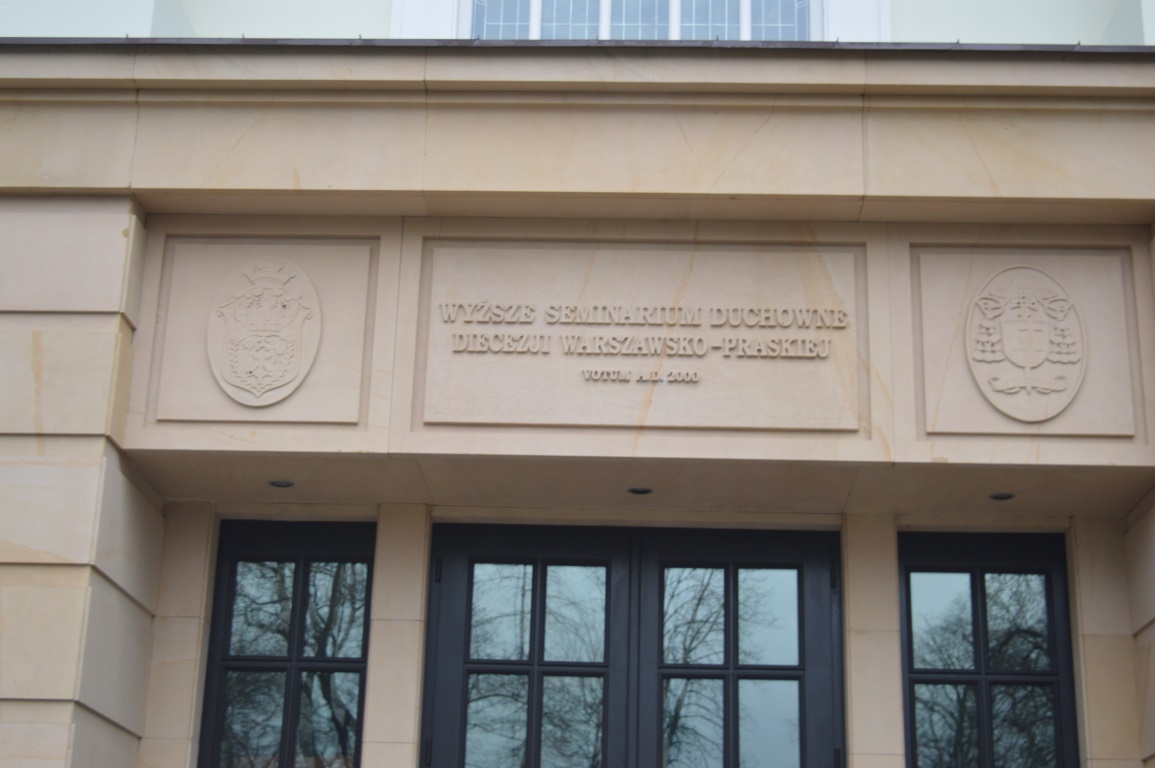 WYŻSZE SEMINARIUM DUCHOWNE
DIECEZJI WARSZAWSKO-PRASKIEJ
VOTUM A.D. 2000